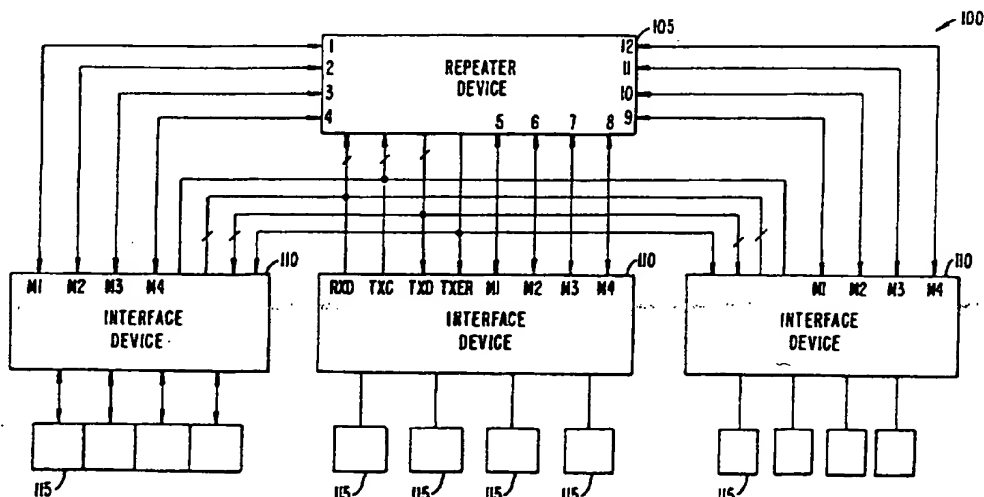 100
105
1
12
2
REPEATER
11
3
DEVICE
10
4
5
6
7
8
9
110
110
110
M1 M2 M3 M4
RXD TXC TXD TXER M1 M2 M3 M4
M1 M2 M3 M4
INTERFACE
DEVICE
INTERFACE
DEVICE
INTERFACE
DEVICE
115
115
115
115
115
115